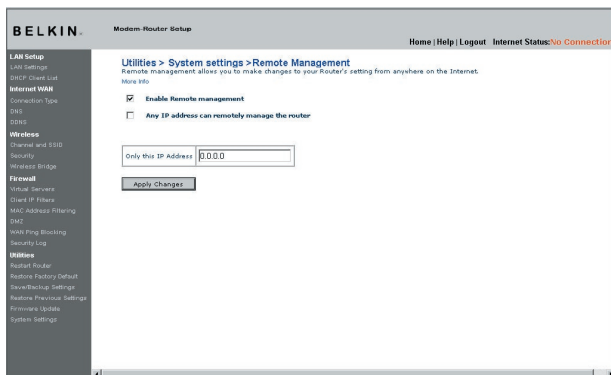 BELKIN.
Modem-Router Setup
Home | Help | Logout Internet Status:No Connection
LAN Setup
LAN Settings
DHCP Client List
Internet WAN
Connection Type
DNS
DDNS
Wireless
Channel and SSID
Security
Wireless Bridge
Firewall
Virtual Servers
Client IP Filters
MAC Address Filtering
DMZ
WAN Ping Blocking
Security Log
Utilities
Restart Router
Restore Factory Default
Save/Backup Settings
Restore Previous Settings
Firmware Update
System Settings
Utilities > System settings >Remote Management
Remote management allows you to make changes to your Router's setting from anywhere on the Internet.
More Info
Enable Remote management
Any IP address can remotely manage the router
Only this IP Address 0.0.0.0
Apply Changes